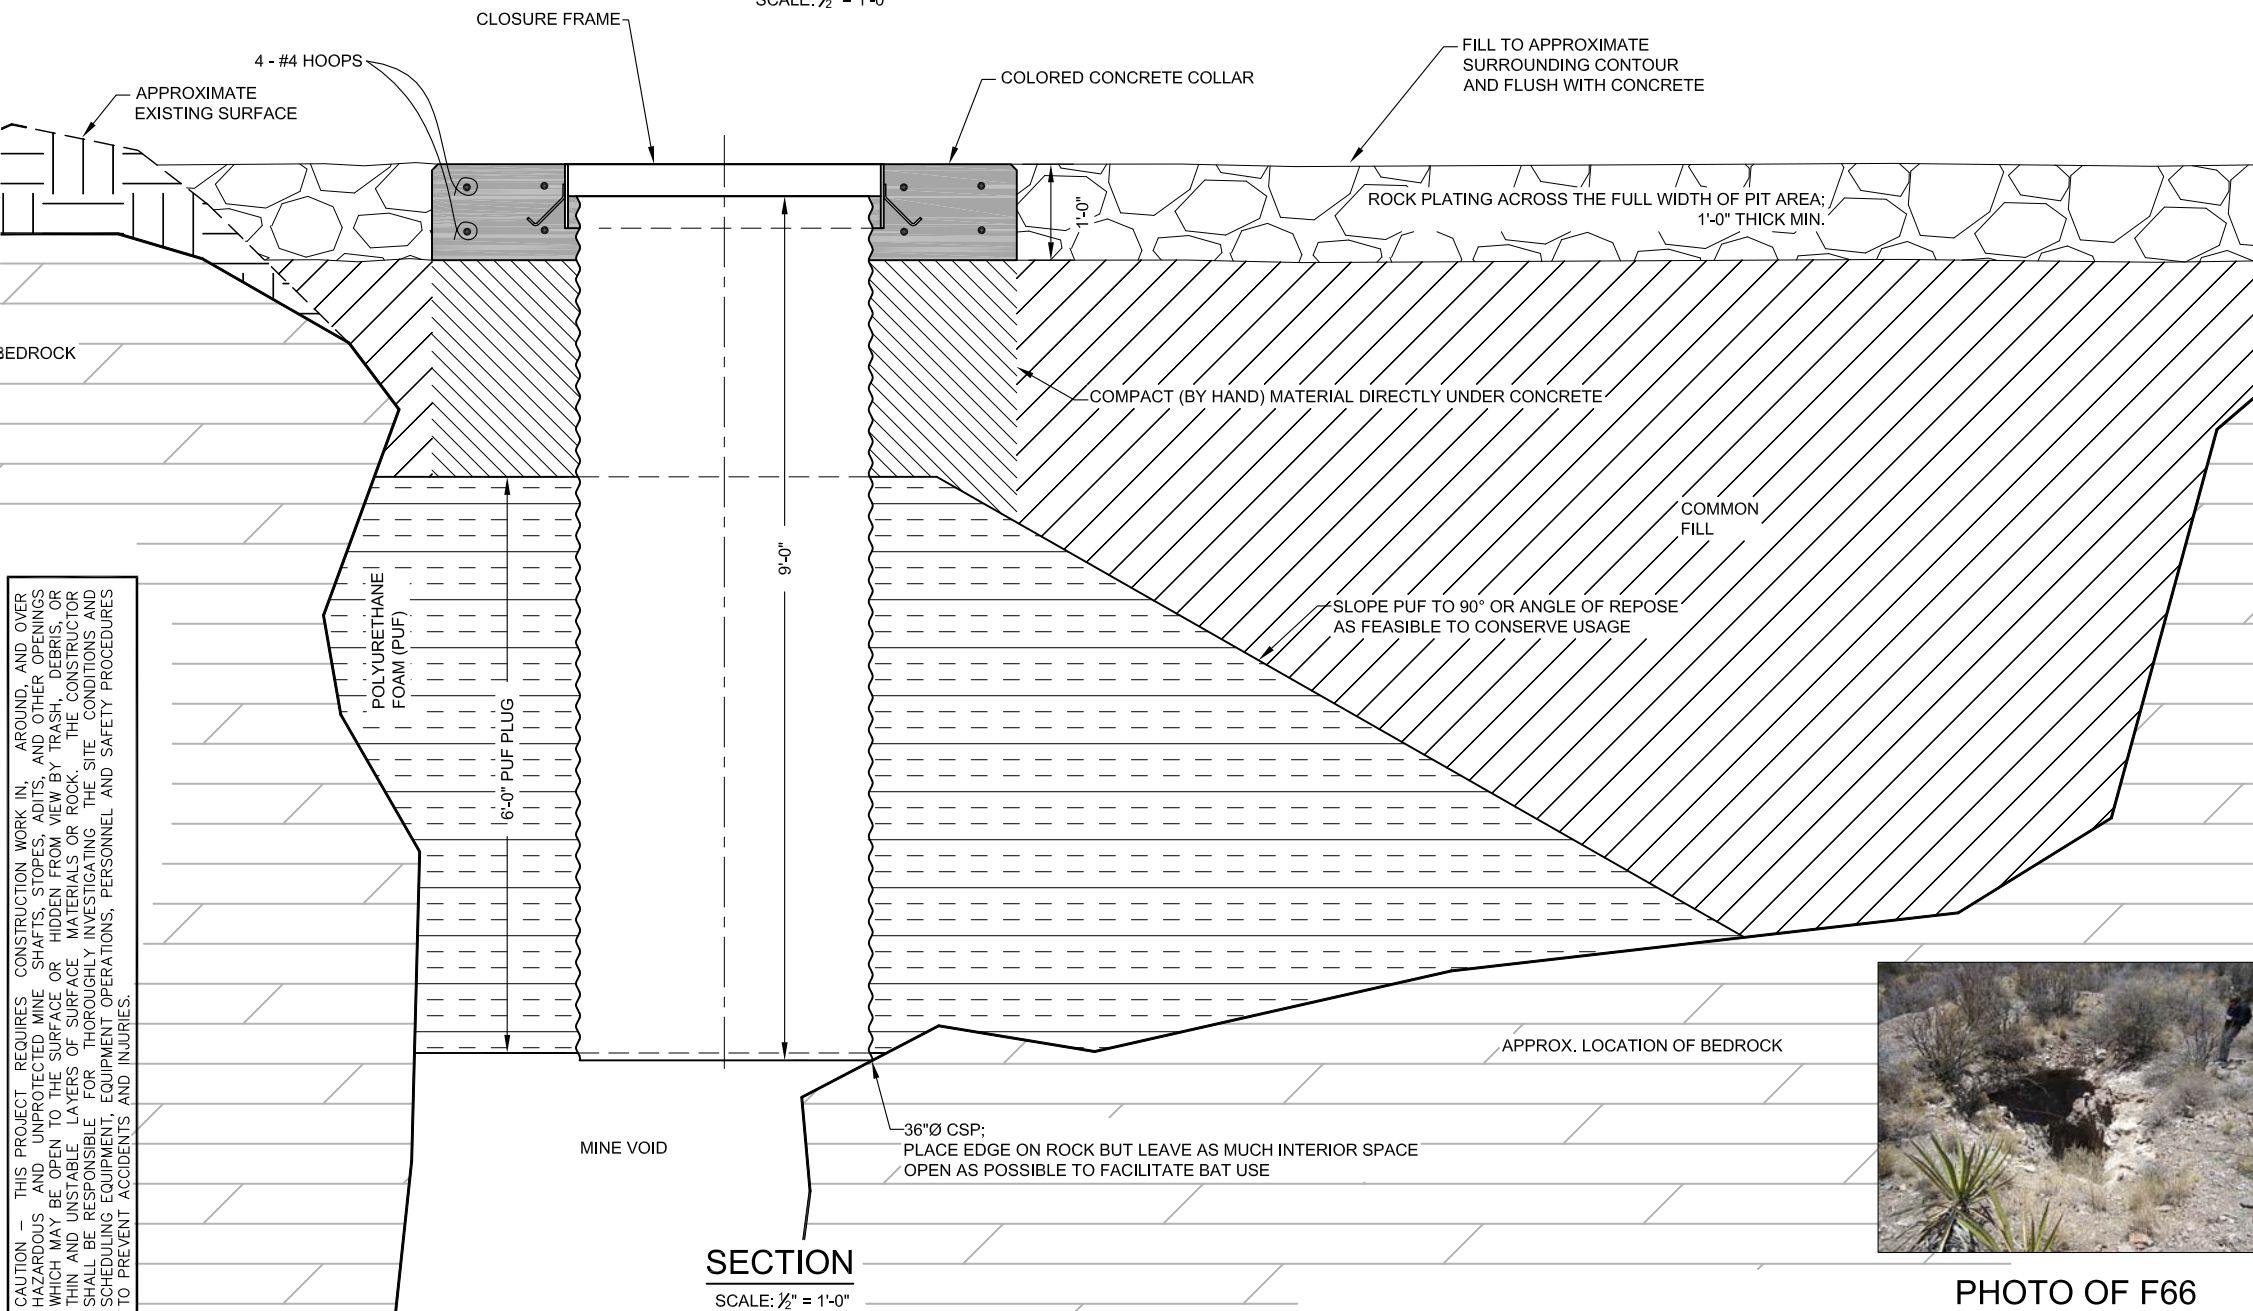 SCALE: ½" = 1'-0"
CLOSURE FRAME
4 - #4 HOOPS
APPROXIMATE
EXISTING SURFACE
COLORED CONCRETE COLLAR
FILL TO APPROXIMATE
SURROUNDING CONTOUR
AND FLUSH WITH CONCRETE
1'-0"
ROCK PLATING ACROSS THE FULL WIDTH OF PIT AREA;
1'-0" THICK MIN.
BEDROCK
COMPACT (BY HAND) MATERIAL DIRECTLY UNDER CONCRETE
COMMON
FILL
9'-0"
SLOPE PUF TO 90° OR ANGLE OF REPOSE
AS FEASIBLE TO CONSERVE USAGE
POLYURETHANE
FOAM (PUF)
6'-0" PUF PLUG
CAUTION – THIS PROJECT REQUIRES CONSTRUCTION WORK IN, AROUND, AND OVER
HAZARDOUS AND UNPROTECTED MINE SHAFTS, STOPES, ADITS, AND OTHER OPENINGS
WHICH MAY BE OPEN TO THE SURFACE OR HIDDEN FROM VIEW BY TRASH, DEBRIS, OR
THIN AND UNSTABLE LAYERS OF SURFACE MATERIALS OR ROCK. THE CONSTRUCTOR
SHALL BE RESPONSIBLE FOR THOROUGHLY INVESTIGATING THE SITE CONDITIONS AND
SCHEDULING EQUIPMENT, EQUIPMENT OPERATIONS, PERSONNEL AND SAFETY PROCEDURES
TO PREVENT ACCIDENTS AND INJURIES.
APPROX. LOCATION OF BEDROCK
MINE VOID
36"Ø CSP;
PLACE EDGE ON ROCK BUT LEAVE AS MUCH INTERIOR SPACE
OPEN AS POSSIBLE TO FACILITATE BAT USE
SECTION
SCALE: ½" = 1'-0"
PHOTO OF F66